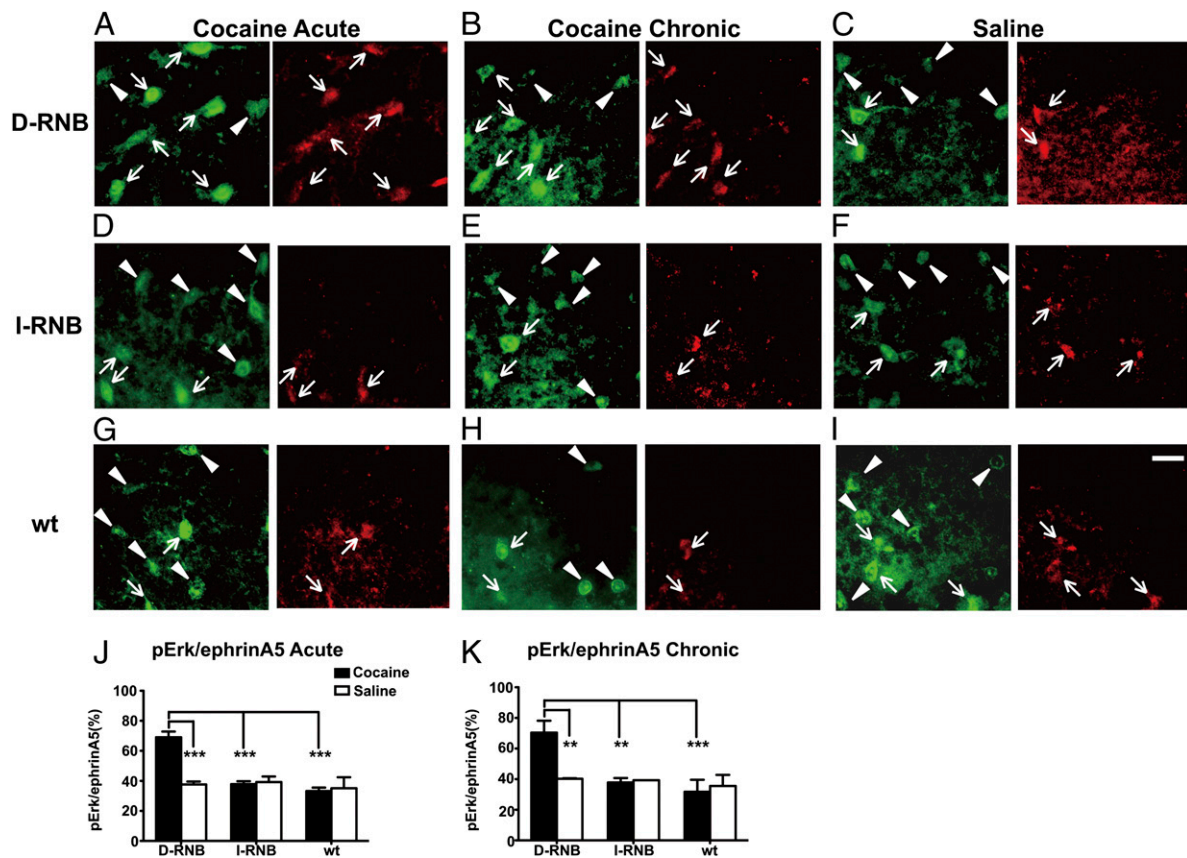 A Cocaine Acute B Cocaine Chronic C Saline
D-RNB
D E F
I-RNB
G H I
wt
J pErk/ephrinA5 Acute
Cocaine
Saline
pErk/ephrinA5(%)
100
80
60
40
20
0
*** *** ***
D-RNB I-RNB wt
K pErk/ephrinA5 Chronic
pErk/ephrinA5(%)
100
80
60
40
20
0
** ** ***
D-RNB I-RNB wt